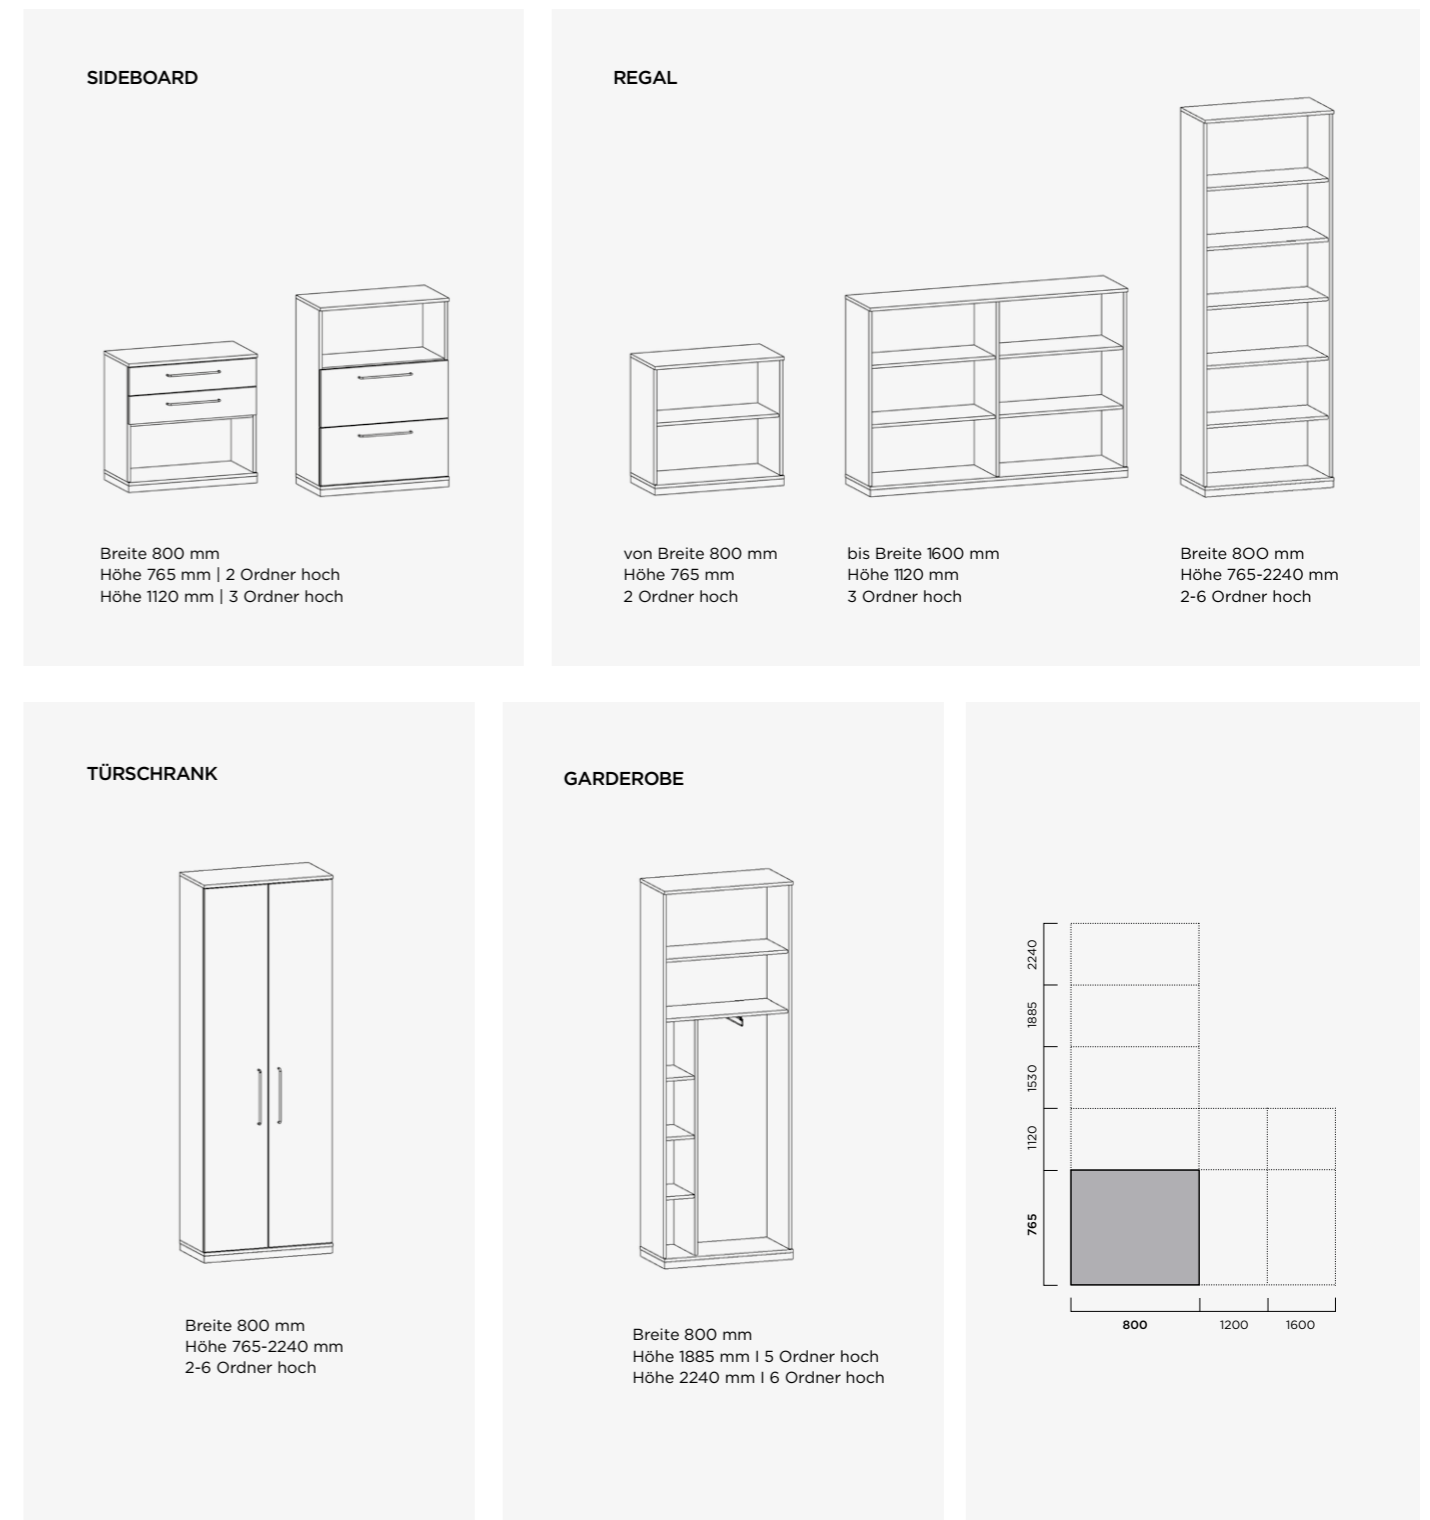 SIDEBOARD
Breite 800 mm
Höhe 765 mm | 2 Ordner hoch
Höhe 1120 mm | 3 Ordner hoch
REGAL
von Breite 800 mm
Höhe 765 mm
2 Ordner hoch
bis Breite 1600 mm
Höhe 1120 mm
3 Ordner hoch
Breite 8OO mm
Höhe 765-2240 mm
2-6 Ordner hoch
TÜRSCHRANK
Breite 800 mm
Höhe 765-2240 mm
2-6 Ordner hoch
GARDEROBE
Breite 800 mm
Höhe 1885 mm I 5 Ordner hoch
Höhe 2240 mm I 6 Ordner hoch
2240
1885
1530
1120
765
800 1200 1600